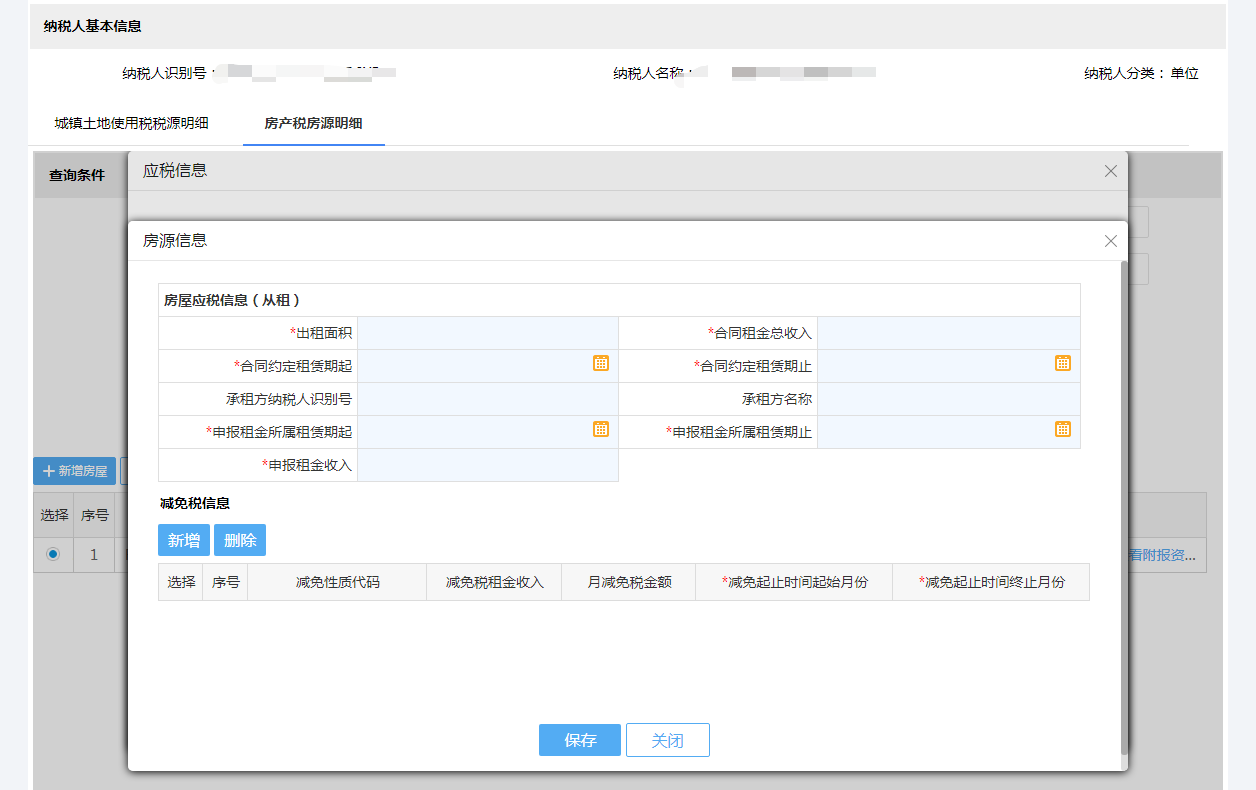 纳税人基本信息
纳税人识别号： 纳税人名称： 纳税人分类：单位
城镇土地使用税税源明细 房产税房源明细
查询条件 应税信息
房源信息
房屋应税信息（从租）
*出租面积 *合同租金总收入
*合同约定租赁期起 *合同约定租赁期止
承租方纳税人识别号 承租方名称
*申报租金所属租赁期起 *申报租金所属租赁期止
*申报租金收入
新增房屋
减免税信息
选择 序号
新增 删除
1 看附报资...
选择 序号 减免性质代码 减免税租金收入 月减免税金额 *减免起止时间起始月份 *减免起止时间终止月份
保存 关闭